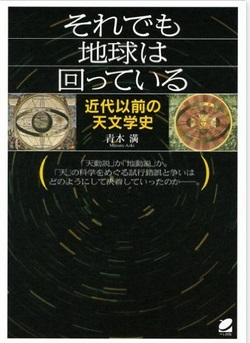 それでも
地球は
回っている
近代以前の
天文学史
青木 満
Mitsuru Aoki
「天動説」か「地動説」か。
「天」の科学をめぐる試行錯誤と争いは
どのようにして決着していったのか——。